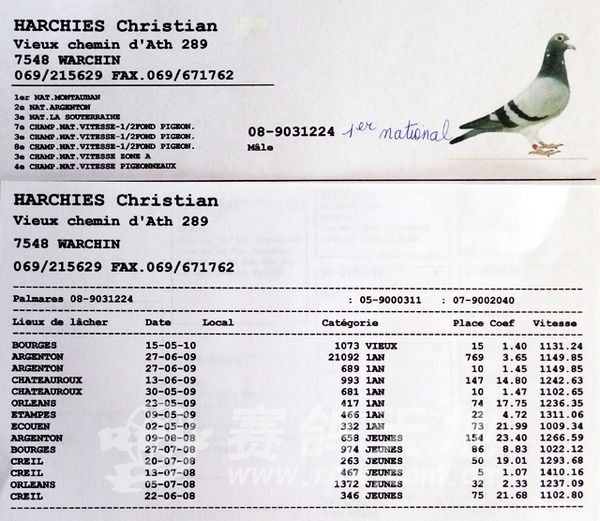 HARCHIES Christian
Vieux chemin d'Ath 289
7548 WARCHIN
069/215629 FAX.069/671762
1er NAT.MONTAUBAN
2e NAT.ARGENTON
3e NAT.LA SOUTERRAINE
7e CHAMP.NAT.VITESSE-1/2FOND PIGEON.
7e CHAMP.NAT.VITESSE-1/2FOND PIGEON.
8e CHAMP.NAT.VITESSE-1/2FOND PIGEON.
3e CHAMP.NAT.VITESSE ZONE A
4e CHAMP.NAT.VITESSE PIGEONNEAUX
08-9031224 1er national
Mâle
HARCHIES Christian
Vieux chemin d'Ath 289
7548 WARCHIN
069/215629 FAX.069/671762
Palmares 08-9031224 : 05-9000311 : 07-9002040
Lieux de lâcher Date Local Catégorie Place Coef Vitesse
BOURGES 15-05-10 1073 VIEUX 15 1.40 1131.24
ARGENTON 27-06-09 21092 1AN 769 3.65 1149.85
ARGENTON 27-06-09 689 1AN 10 1.45 1149.85
CHATEAUROUX 13-06-09 993 1AN 147 14.80 1242.63
CHATEAUROUX 30-05-09 681 1AN 10 1.47 1102.65
ORLEANS 23-05-09 417 1AN 74 17.75 1236.35
ETAMPES 09-05-09 466 1AN 22 4.72 1311.06
ECOUEN 02-05-09 332 1AN 73 21.99 1009.34
ARGENTON 09-08-08 658 JEUNES 154 23.40 1266.59
BOURGES 27-07-08 974 JEUNES 86 8.83 1022.12
CREIL 20-07-08 263 JEUNES 50 19.01 1293.68
CREIL 13-07-08 467 JEUNES 5 1.07 1410.16
ORLEANS 05-07-08 1372 JEUNES 32 2.33 1237.09
CREIL 22-06-08 346 JEUNES 75 21.68 1102.80